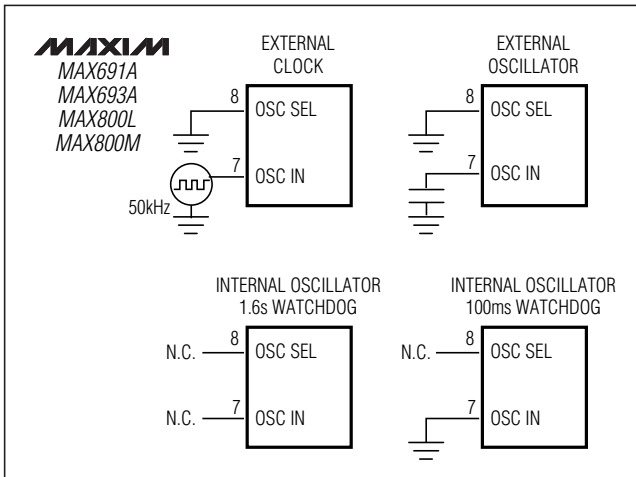 MAXIM
MAX691A
MAX693A
MAX800L
MAX800M
EXTERNAL
CLOCK
8
OSC SEL
7
OSC IN
50kHz
EXTERNAL
OSCILLATOR
8
OSC SEL
7
OSC IN
INTERNAL OSCILLATOR
1.6s WATCHDOG
N.C. 8 OSC SEL
N.C. 7 OSC IN
INTERNAL OSCILLATOR
100ms WATCHDOG
N.C. 8 OSC SEL
7 OSC IN